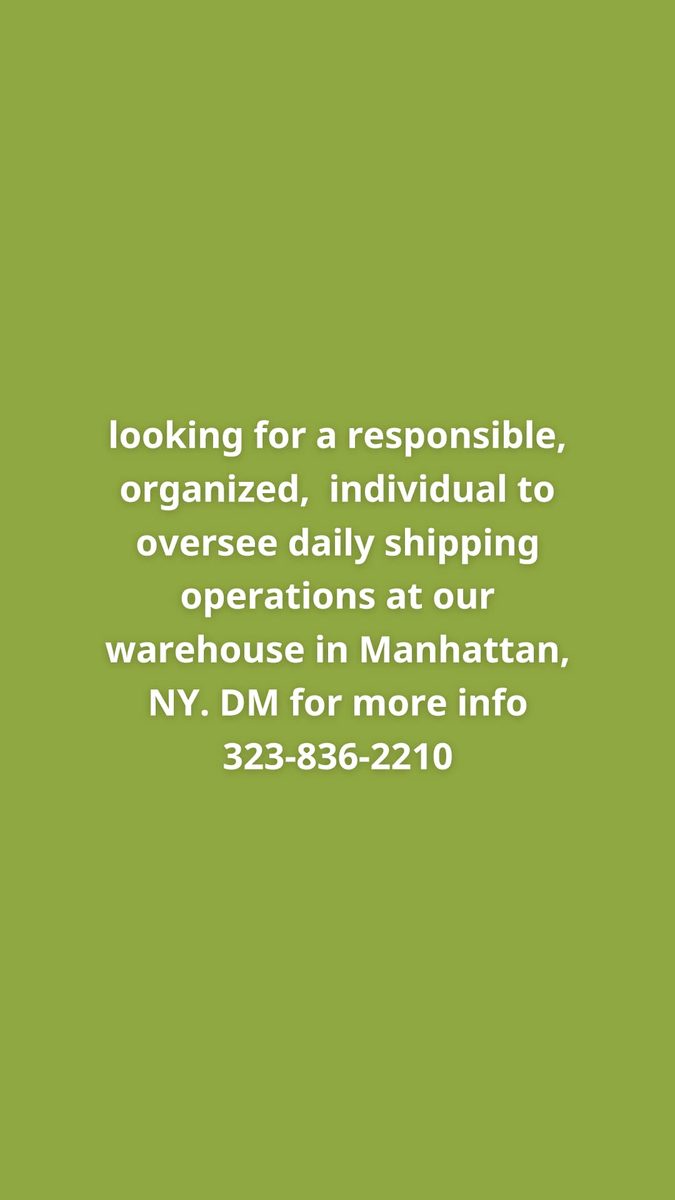 looking for a responsible,
organized,  individual to
oversee daily shipping
operations at our
warehouse in Manhattan,
NY. DM for more info
323-836-2210